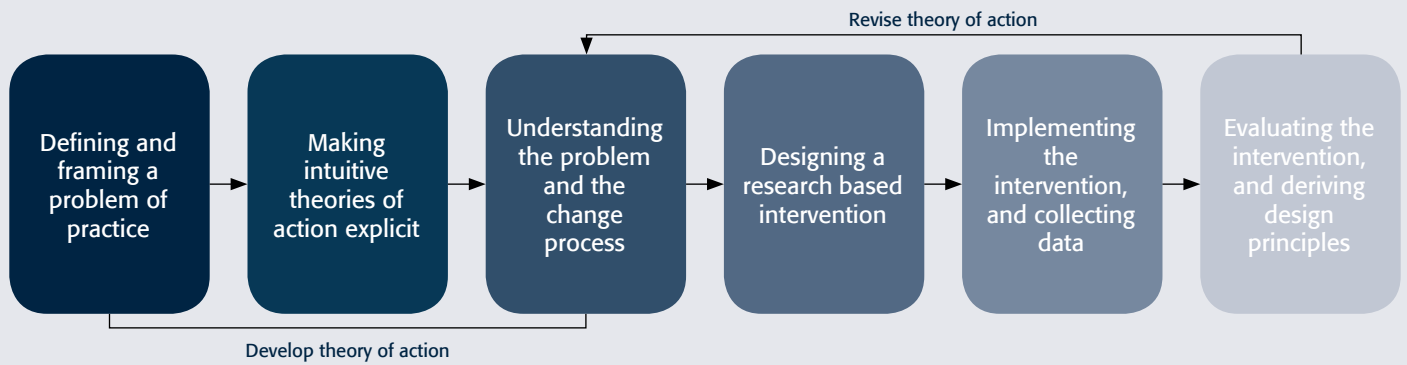 Revise theory of action
Defining and
framing a
problem of
practice
Making
intuitive
theories of
action explicit
Understanding
the problem
and the
change
process
Designing a
research based
intervention
Implementing
the
intervention,
and collecting
data
Evaluating the
intervention,
and deriving
design
principles
Develop theory of action